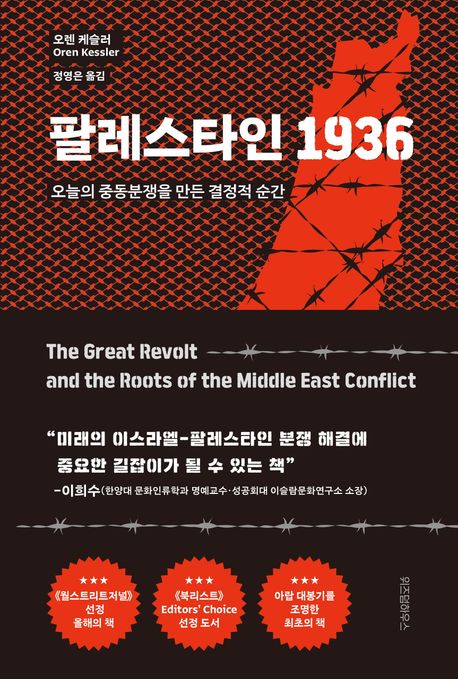 오렌 케슬러
Oren Kessler
정영은 옮김
팔레스타인 1936
오늘의 중동분쟁을 만든 결정적 순간
The Great Revolt
and the Roots of the Middle East Conflict
“미래의 이스라엘-팔레스타인 분쟁 해결에
중요한 길잡이가 될 수 있는 책”
-이희수(한양대 문화인류학과 명예교수·성공회대 이슬람문화연구소 소장)
★★★
《월스트리트저널》
선정
올해의 책
★★★
《북리스트》
Editors' Choice
선정 도서
★★★
아랍 대봉기를
조명한
최초의 책
위즈덤하우스